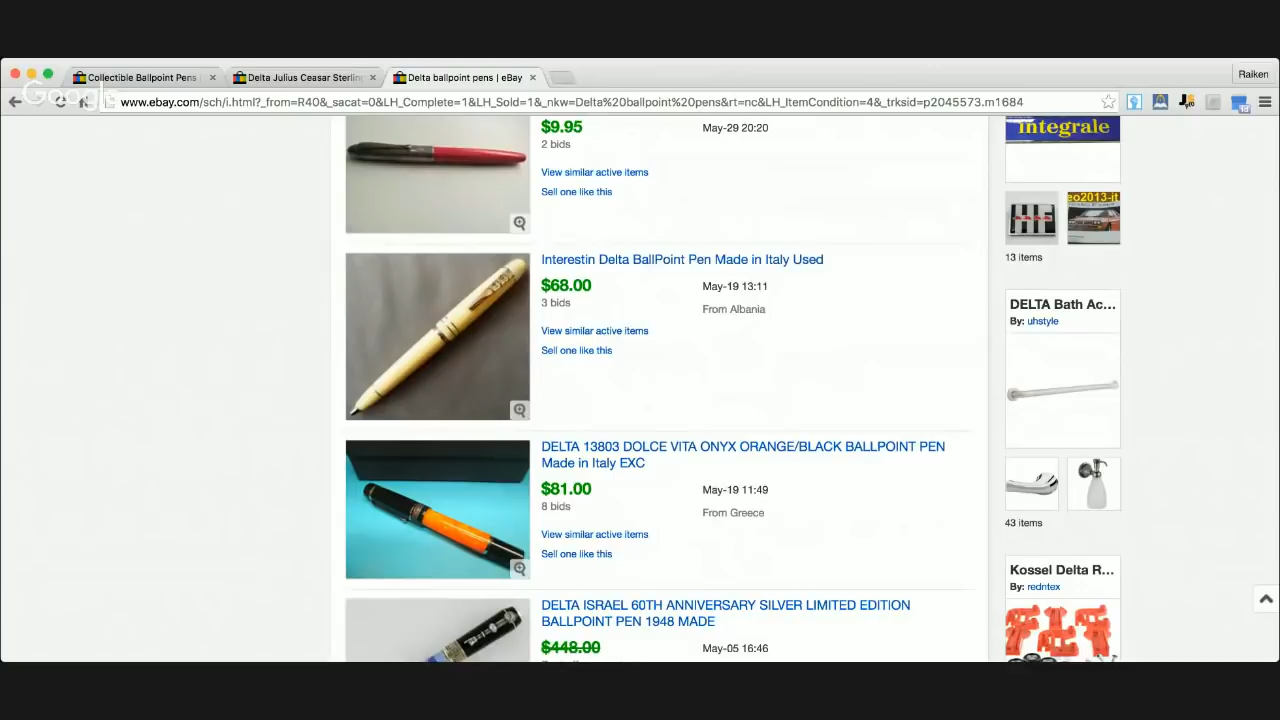 Collectible Ballpoint Pens |
Delta Julius Ceasar Sterlin
Delta ballpoint pens | eBay
Raiken
Google
www.ebay.com/sch/i.html?_from=R40&_sacat=0&LH_Complete=1&LH_Sold=1&_nkw=Delta%20ballpoint%20pens&rt=nc&LH_ItemCondition=4&_trksid=p2045573.m1684
$9.95
May-29 20:20
2 bids
View similar active items
Sell one like this
Interestin Delta BallPoint Pen Made in Italy Used
$68.00
May-19 13:11
3 bids
From Albania
View similar active items
Sell one like this
DELTA 13803 DOLCE VITA ONYX ORANGE/BLACK BALLPOINT PEN
Made in Italy EXC
$81.00
May-19 11:49
8 bids
From Greece
View similar active items
Sell one like this
DELTA ISRAEL 60TH ANNIVERSARY SILVER LIMITED EDITION
BALLPOINT PEN 1948 MADE
$448.00
May-05 16:46
integrale
eo2013-it
13 items
DELTA Bath Ac...
By: uhstyle
43 items
Kossel Delta R...
By: redntex